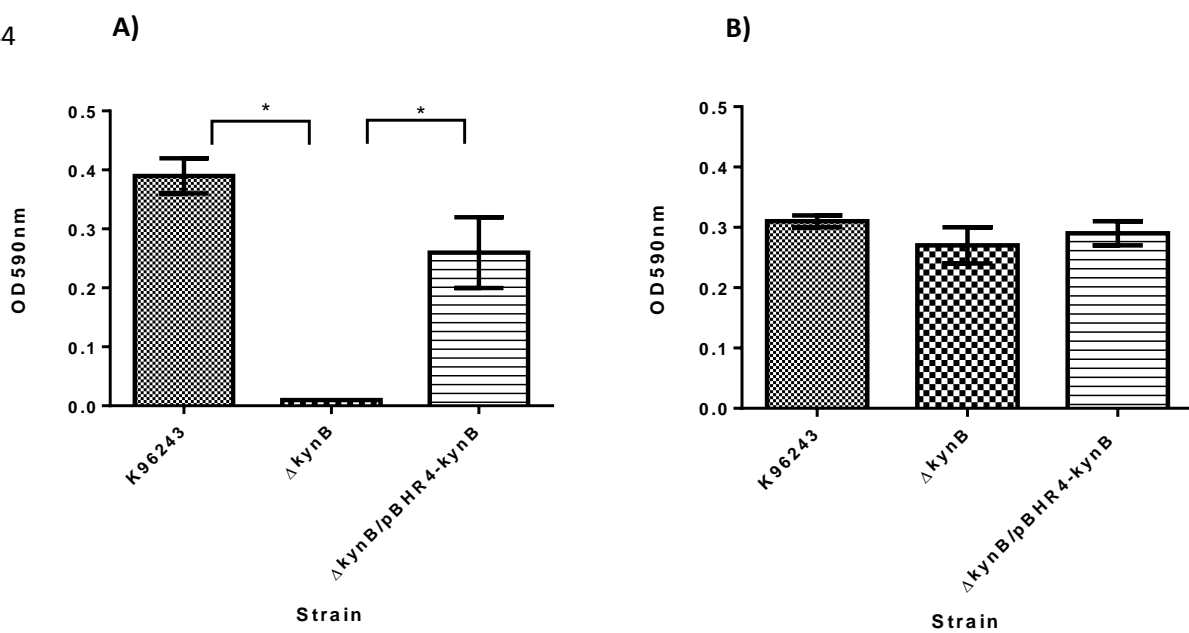 4
A)
B)
0.5
0.4
0.3
0.2
0.1
0.0
OD590nm
*
*
K96243
ΔkynB
ΔkynB/pBHR4-kynB
Strain
0.5
0.4
0.3
0.2
0.1
0.0
OD590nm
K96243
ΔkynB
ΔkynB/pBHR4-kynB
Strain